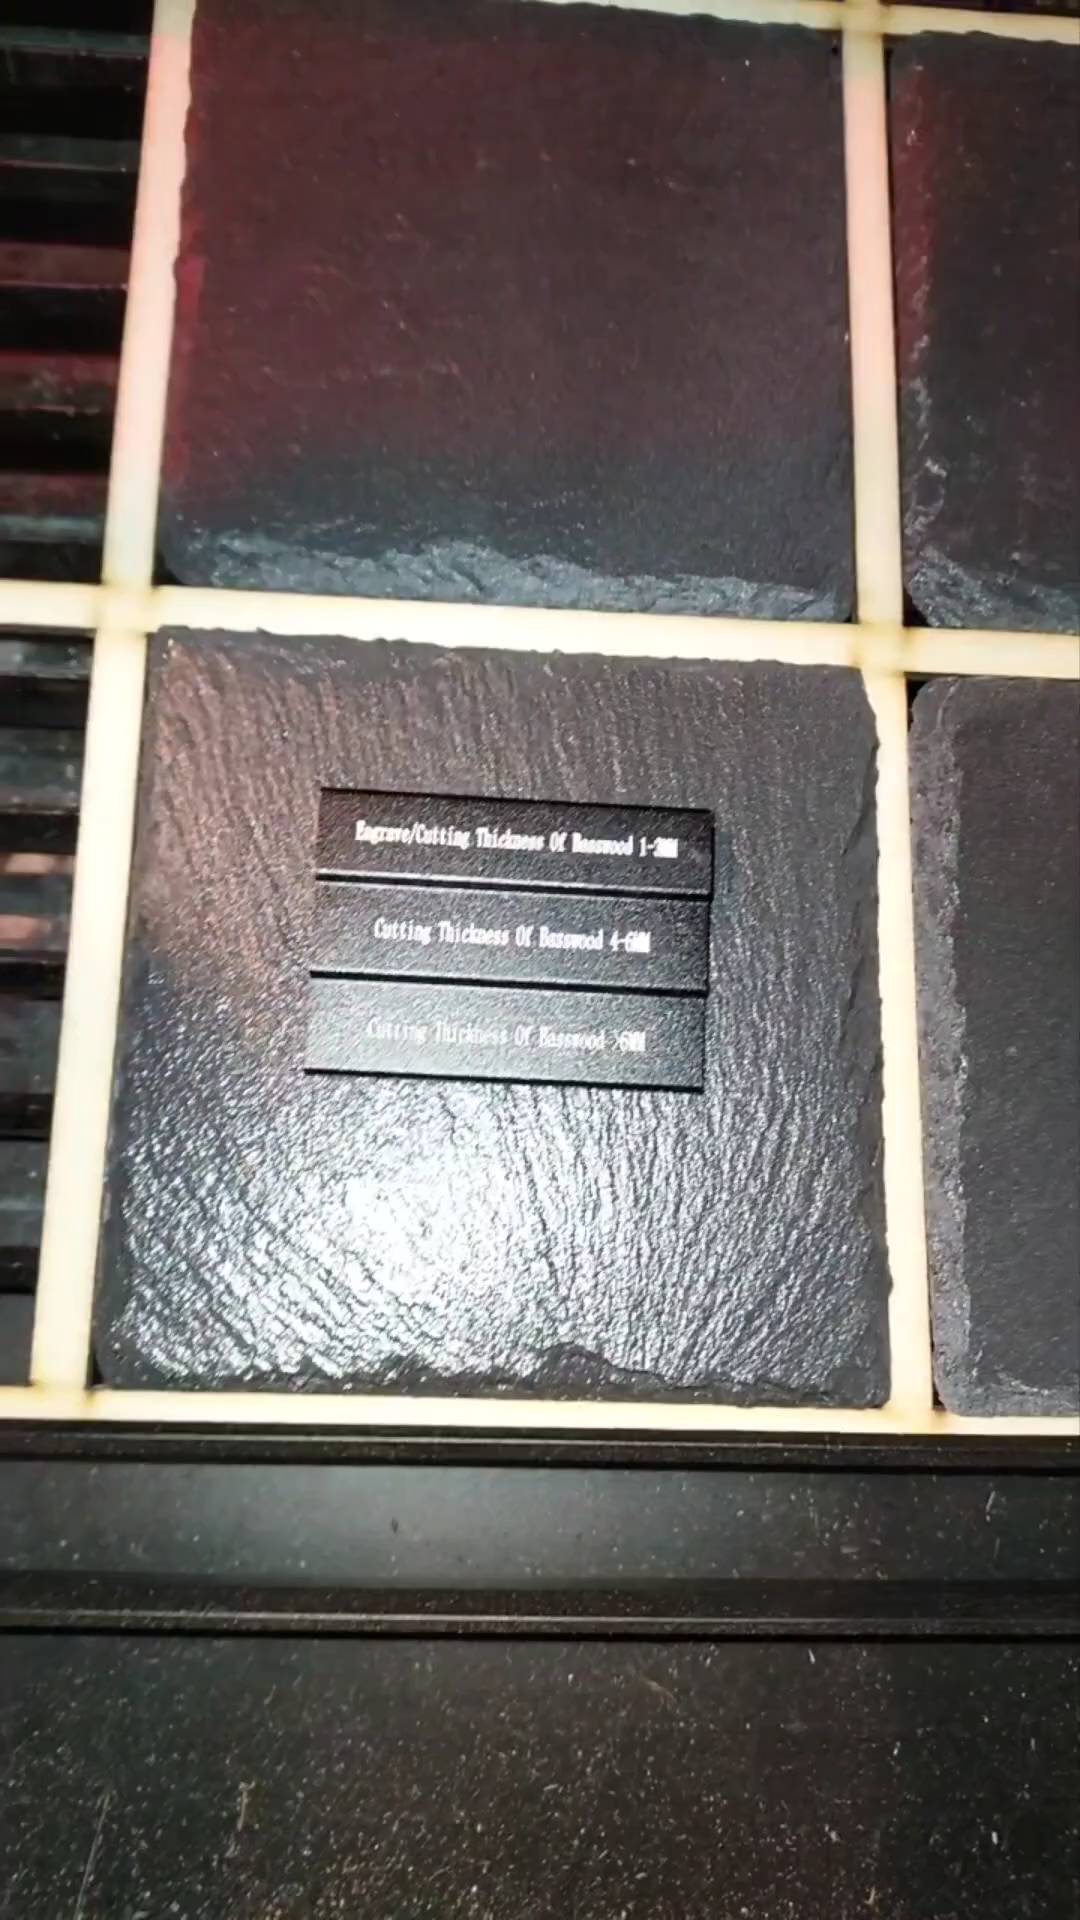 Engrave/Cutting Thickness Of Basswood 1-3MM
Cutting Thickness Of Basswood 4-6MM
Cutting Thickness Of Basswood >6MM